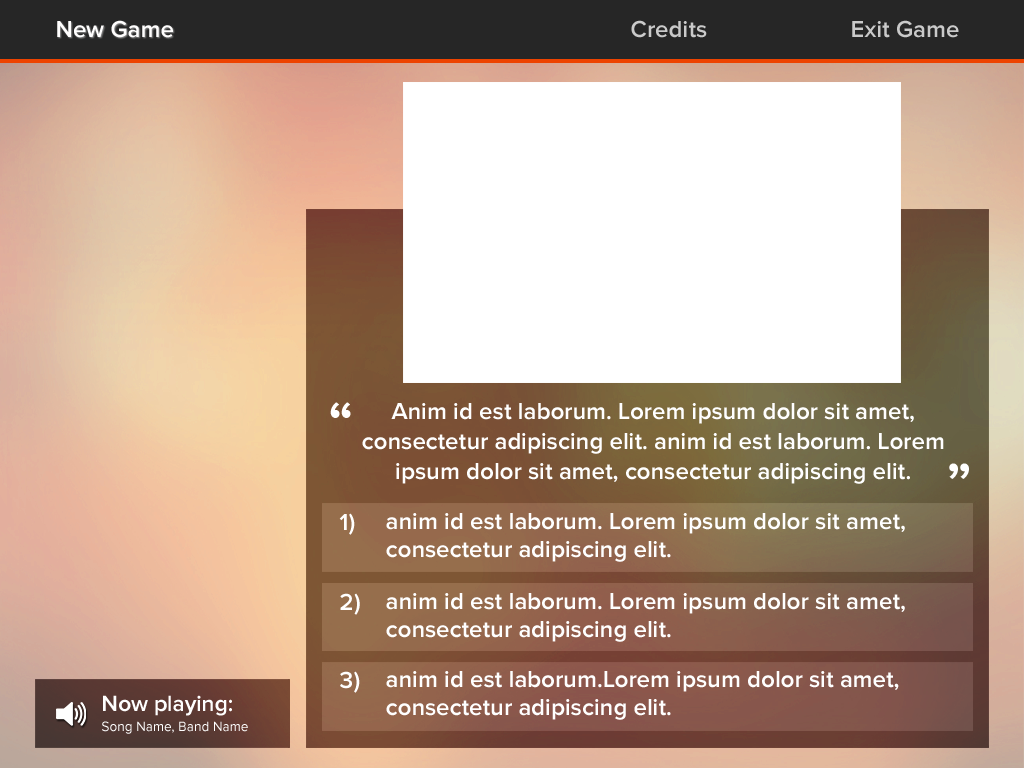 New Game Credits Exit Game
“ Anim id est laborum. Lorem ipsum dolor sit amet,
consectetur adipiscing elit. anim id est laborum. Lorem
ipsum dolor sit amet, consectetur adipiscing elit. ”
1) anim id est laborum. Lorem ipsum dolor sit amet,
consectetur adipiscing elit.
2) anim id est laborum. Lorem ipsum dolor sit amet,
consectetur adipiscing elit.
3) anim id est laborum.Lorem ipsum dolor sit amet,
consectetur adipiscing elit.
Now playing:
Song Name, Band Name